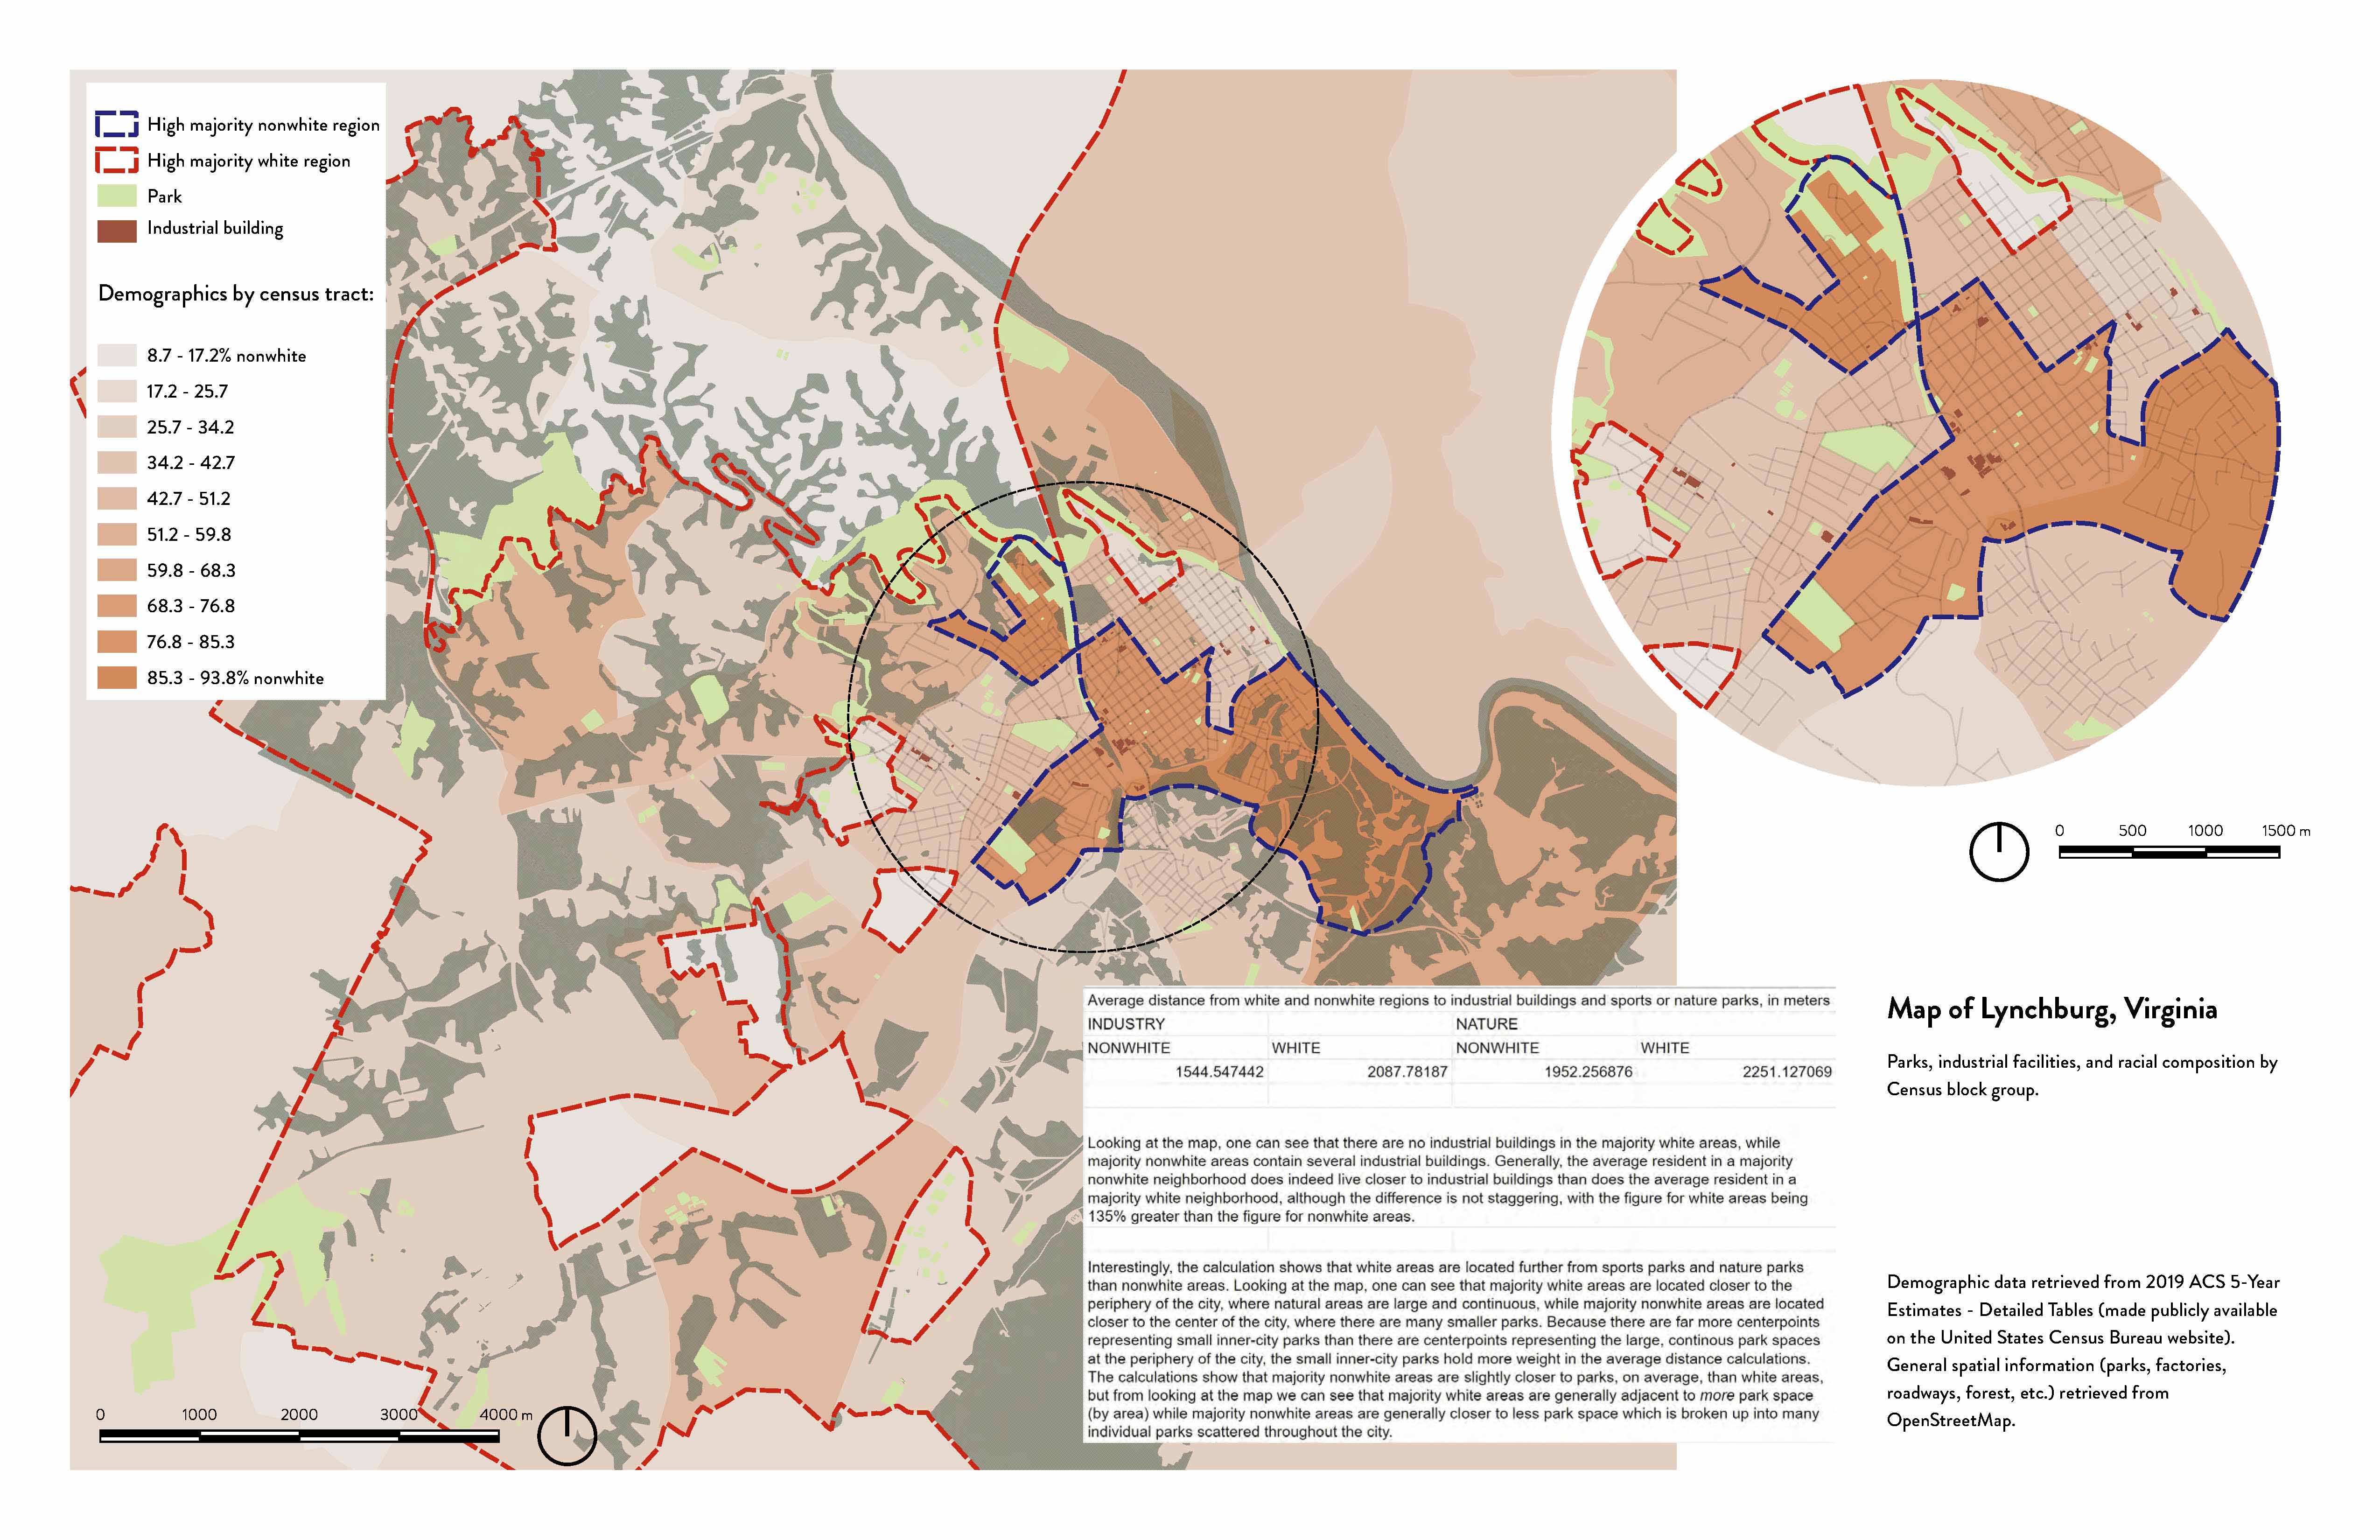 High majority nonwhite region
High majority white region
Park
Industrial building
Demographics by census tract:
8.7 - 17.2% nonwhite
17.2 - 25.7
25.7 - 34.2
34.2 - 42.7
42.7 - 51.2
51.2 - 59.8
59.8 - 68.3
68.3 - 76.8
76.8 - 85.3
85.3 - 93.8% nonwhite
0 1000 2000 3000 4000 m
0 500 1000 1500 m
Average distance from white and nonwhite regions to industrial buildings and sports or nature parks, in meters
INDUSTRY NATURE
NONWHITE WHITE NONWHITE WHITE
1544.547442 2087.78187 1952.256876 2251.127069
Looking at the map, one can see that there are no industrial buildings in the majority white areas, while
majority nonwhite areas contain several industrial buildings. Generally, the average resident in a majority
nonwhite neighborhood does indeed live closer to industrial buildings than does the average resident in a
majority white neighborhood, although the difference is not staggering, with the figure for white areas being
135% greater than the figure for nonwhite areas.
Interestingly, the calculation shows that white areas are located further from sports parks and nature parks
than nonwhite areas. Looking at the map, one can see that majority white areas are located closer to the
periphery of the city, where natural areas are large and continuous, while majority nonwhite areas are located
closer to the center of the city, where there are many smaller parks. Because there are far more centerpoints
representing small inner-city parks than there are centerpoints representing the large, continous park spaces
at the periphery of the city, the small inner-city parks hold more weight in the average distance calculations.
The calculations show that majority nonwhite areas are slightly closer to parks, on average, than white areas,
but from looking at the map we can see that majority white areas are generally adjacent to more park space
(by area) while majority nonwhite areas are generally closer to less park space which is broken up into many
individual parks scattered throughout the city.
Map of Lynchburg, Virginia
Parks, industrial facilities, and racial composition by
Census block group.
Demographic data retrieved from 2019 ACS 5-Year
Estimates - Detailed Tables (made publicly available
on the United States Census Bureau website).
General spatial information (parks, factories,
roadways, forest, etc.) retrieved from
OpenStreetMap.